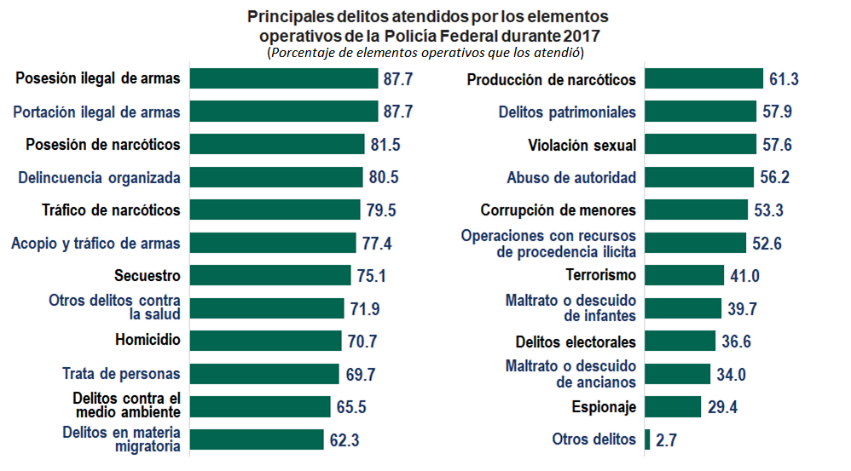 Principales delitos atendidos por los elementos
operativos de la Policía Federal durante 2017
(Porcentaje de elementos operativos que los atendió)
Posesión ilegal de armas 87.7
Portación ilegal de armas 87.7
Posesión de narcóticos 81.5
Delincuencia organizada 80.5
Tráfico de narcóticos 79.5
Acopio y tráfico de armas 77.4
Secuestro 75.1
Otros delitos contra
la salud 71.9
Homicidio 70.7
Trata de personas 69.7
Delitos contra el
medio ambiente 65.5
Delitos en materia
migratoria 62.3
Producción de narcóticos 61.3
Delitos patrimoniales 57.9
Violación sexual 57.6
Abuso de autoridad 56.2
Corrupción de menores 53.3
Operaciones con recursos
de procedencia ilícita 52.6
Terrorismo 41.0
Maltrato o descuido
de infantes 39.7
Delitos electorales 36.6
Maltrato o descuido
de ancianos 34.0
Espionaje 29.4
Otros delitos 2.7